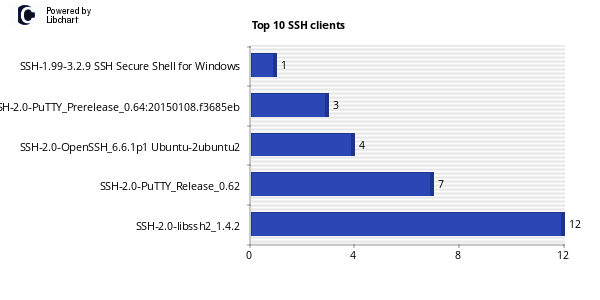 Powered by
Libchart
Top 10 SSH clients
SSH-1.99-3.2.9 SSH Secure Shell for Windows
1
SH-2.0-PuTTY_Prerelease_0.64:20150108.f3685eb
3
SSH-2.0-OpenSSH_6.6.1p1 Ubuntu-2ubuntu2
4
SSH-2.0-PuTTY_Release_0.62
7
SSH-2.0-libssh2_1.4.2
12
0 4 8 12